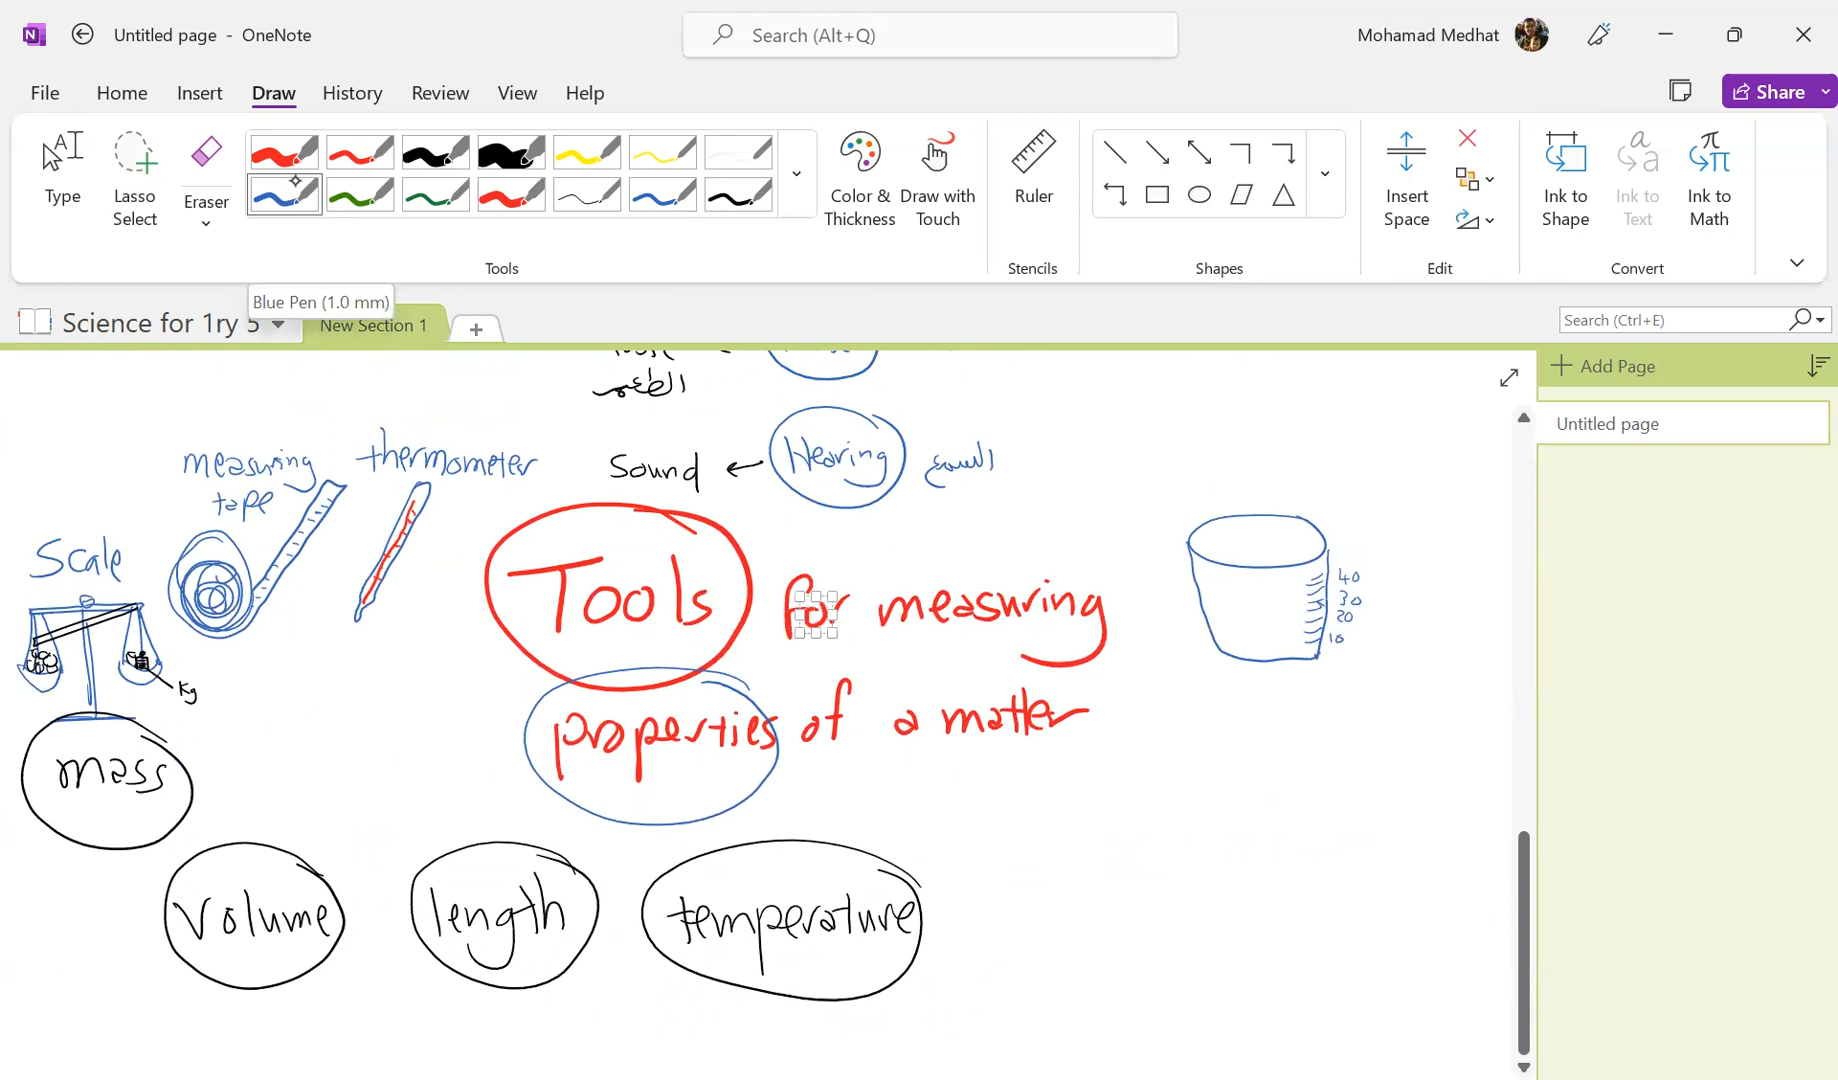 Untitled page - OneNote
Search (Alt+Q)
Mohamad Medhat
File Home Insert Draw History Review View Help
Share
Type
Lasso Select
Eraser
Color & Thickness
Draw with Touch
Ruler
Insert Space
Ink to Shape
Ink to Text
Ink to Math
Tools
Stencils
Shapes
Edit
Convert
Blue Pen (1.0 mm)
Science for 1ry 5
New Section 1
Search (Ctrl+E)
Add Page
Untitled page
الطعم
Sound ← Hearing السمع
measuring tape
thermometer
Scale
Kg
Tools for measuring
properties of a matter
40
30
20
10
mass
volume
length
temperature